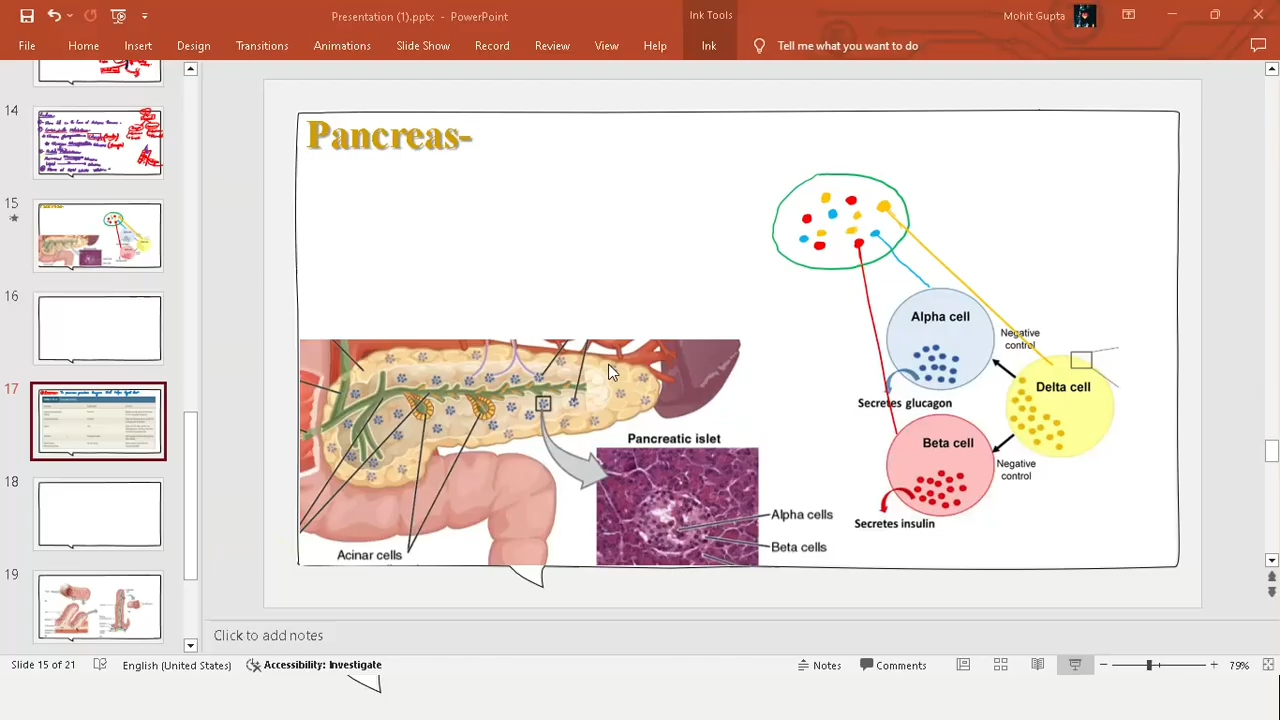 Presentation (1).pptx - PowerPoint
Ink Tools
Mohit Gupta
File Home Insert Design Transitions Animations Slide Show Record Review View Help Ink Tell me what you want to do
14
15
16
17
18
19
Pancreas-
Alpha cell
Negative
control
Secretes glucagon
Delta cell
Beta cell
Negative
control
Secretes insulin
Pancreatic islet
Alpha cells
Beta cells
Acinar cells
Click to add notes
Slide 15 of 21 English (United States) Accessibility: Investigate Notes Comments 79%